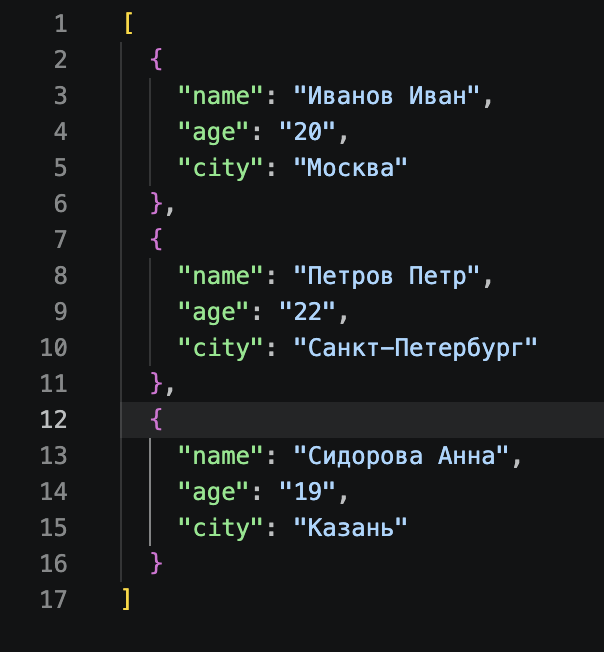 1 [
2 {
3 "name": "Иванов Иван",
4 "age": "20",
5 "city": "Москва"
6 },
7 {
8 "name": "Петров Петр",
9 "age": "22",
10 "city": "Санкт-Петербург"
11 },
12 {
13 "name": "Сидорова Анна",
14 "age": "19",
15 "city": "Казань"
16 }
17 ]